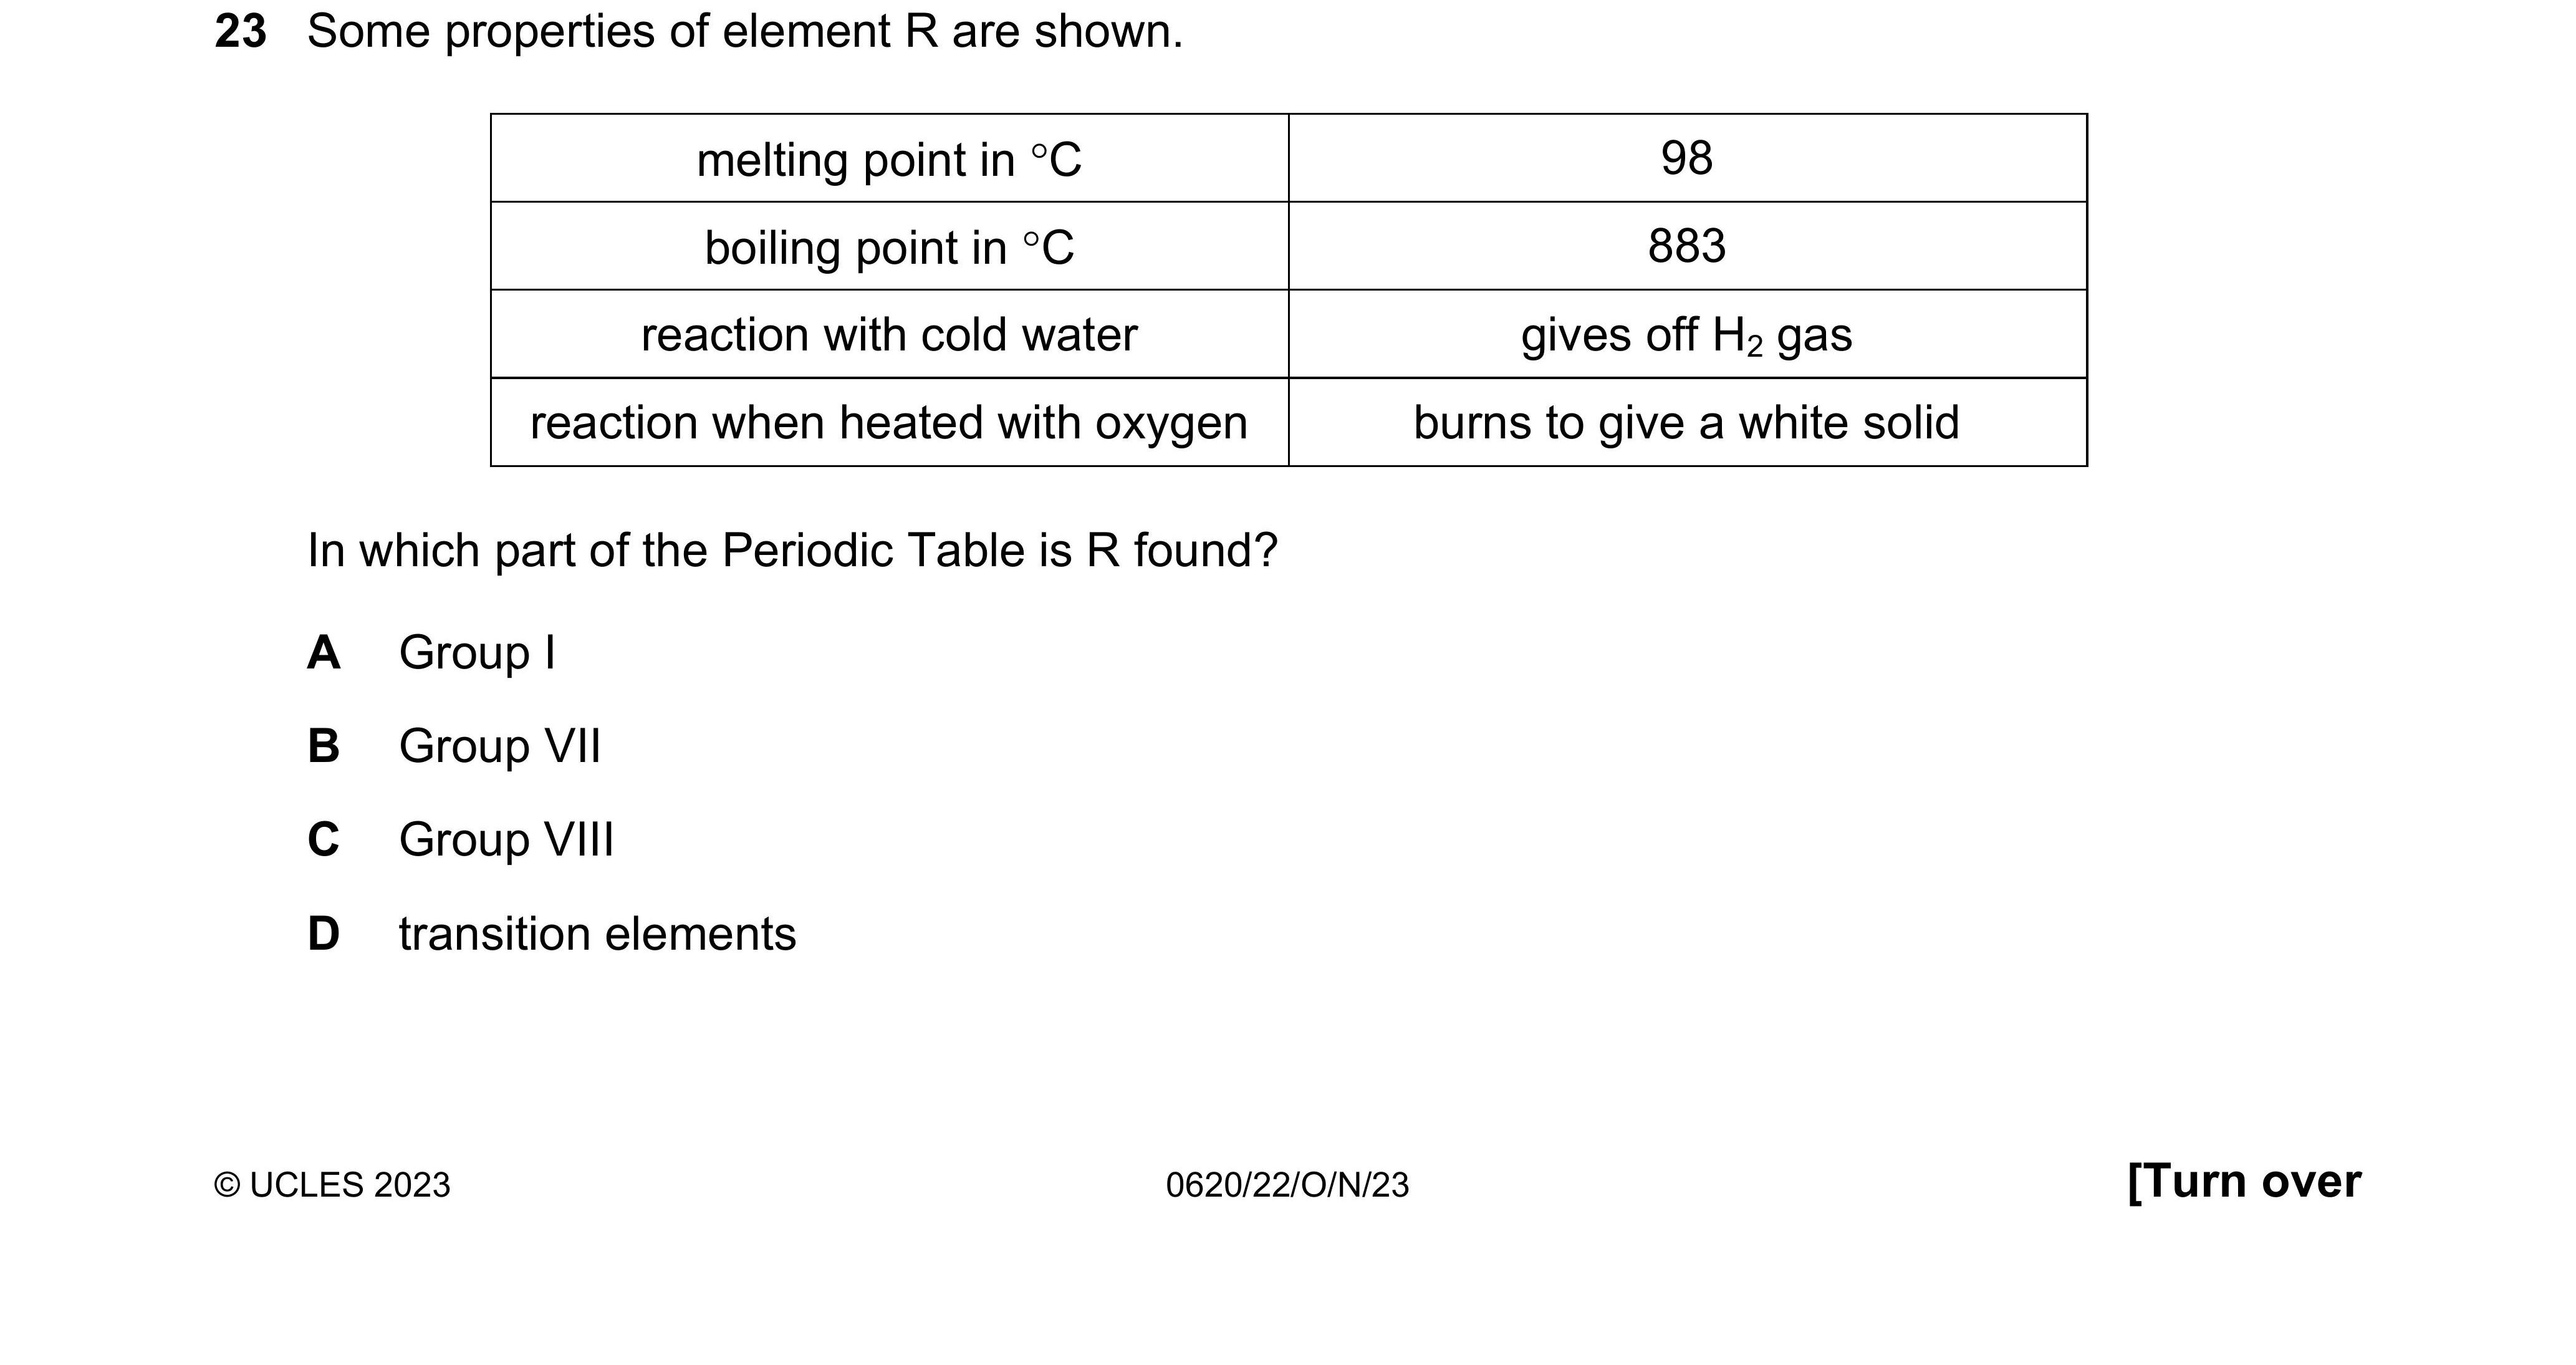 23 Some properties of element R are shown.
melting point in °C 98
boiling point in °C 883
reaction with cold water gives off H₂ gas
reaction when heated with oxygen burns to give a white solid
In which part of the Periodic Table is R found?
A Group I
B Group VII
C Group VIII
D transition elements
© UCLES 2023 0620/22/O/N/23 [Turn over